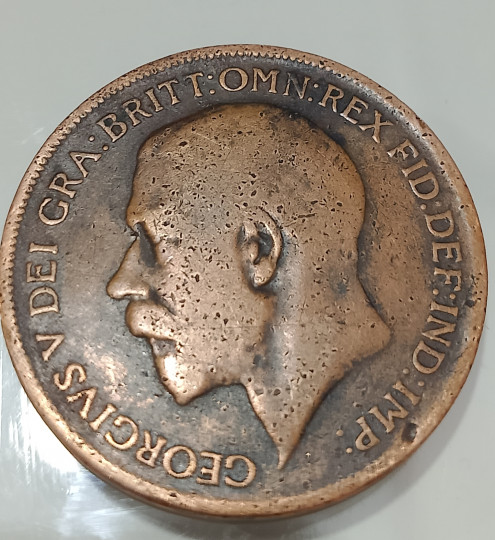 GEORGIVS V DEI GRA: BRITT: OMN: REX FID: DEF: IND: IMP: